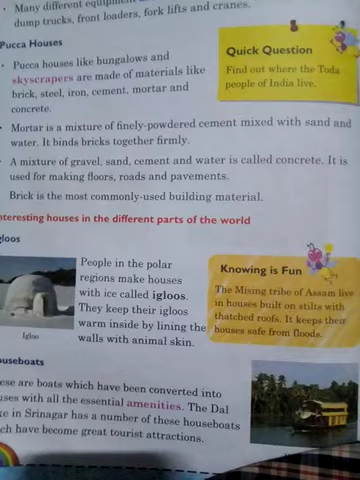 Many different equipment
dump trucks, front loaders, fork lifts and cranes.
Pucca Houses
• Pucca houses like bungalows and
skyscrapers are made of materials like
brick, steel, iron, cement, mortar and
concrete.
Quick Question
Find out where the Toda
people of India live.
• Mortar is a mixture of finely-powdered cement mixed with sand and
water. It binds bricks together firmly.
• A mixture of gravel, sand, cement and water is called concrete. It is
used for making floors, roads and pavements.
Brick is the most commonly-used building material.
nteresting houses in the different parts of the world
gloos
People in the polar
regions make houses
with ice called igloos.
They keep their igloos
warm inside by lining the
walls with animal skin.
Igloo
Knowing is Fun
The Mising tribe of Assam live
in houses built on stilts with
thatched roofs. It keeps their
houses safe from floods.
ouseboats
ese are boats which have been converted into
uses with all the essential amenities. The Dal
ke in Srinagar has a number of these houseboats
ich have become great tourist attractions.